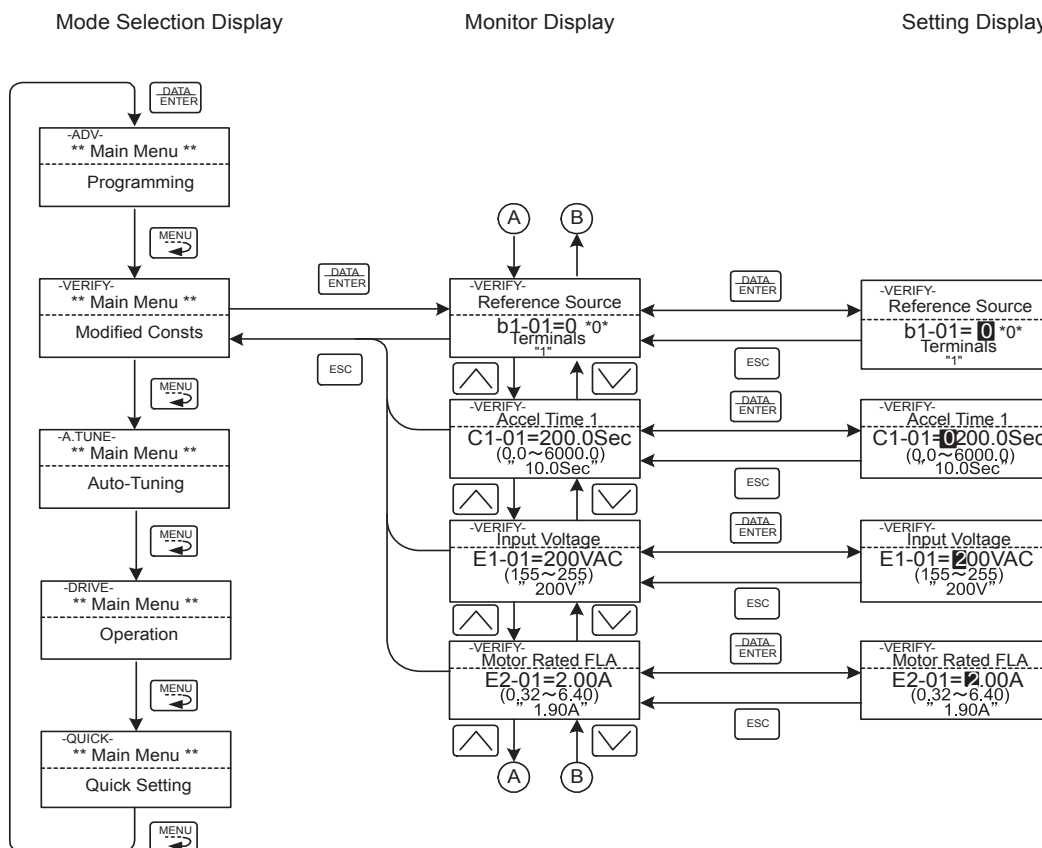 Mode Selection Display
Monitor Display
Setting Display
DATA
ENTER
-ADV-
** Main Menu **
Programming
MENU
-VERIFY-
** Main Menu **
Modified Consts
MENU
-A.TUNE-
** Main Menu **
Auto-Tuning
MENU
-DRIVE-
** Main Menu **
Operation
MENU
-QUICK-
** Main Menu **
Quick Setting
MENU
DATA
ENTER
ESC
A
B
-VERIFY-
Reference Source
b1-01=0 *0*
Terminals
"1"
-VERIFY-
Accel Time 1
C1-01=200.0Sec
(0.0~6000.0)
" 10.0Sec"
-VERIFY-
Input Voltage
E1-01=200VAC
(155~255)
" 200V"
-VERIFY-
Motor Rated FLA
E2-01=2.00A
(0.32~6.40)
" 1.90A"
A
B
DATA
ENTER
ESC
DATA
ENTER
ESC
DATA
ENTER
ESC
DATA
ENTER
ESC
-VERIFY-
Reference Source
b1-01= 0 *0*
Terminals
"1"
-VERIFY-
Accel Time 1
C1-01=0200.0Sec
(0.0~6000.0)
" 10.0Sec"
-VERIFY-
Input Voltage
E1-01= 200VAC
(155~255)
" 200V"
-VERIFY-
Motor Rated FLA
E2-01= 2.00A
(0.32~6.40)
" 1.90A"